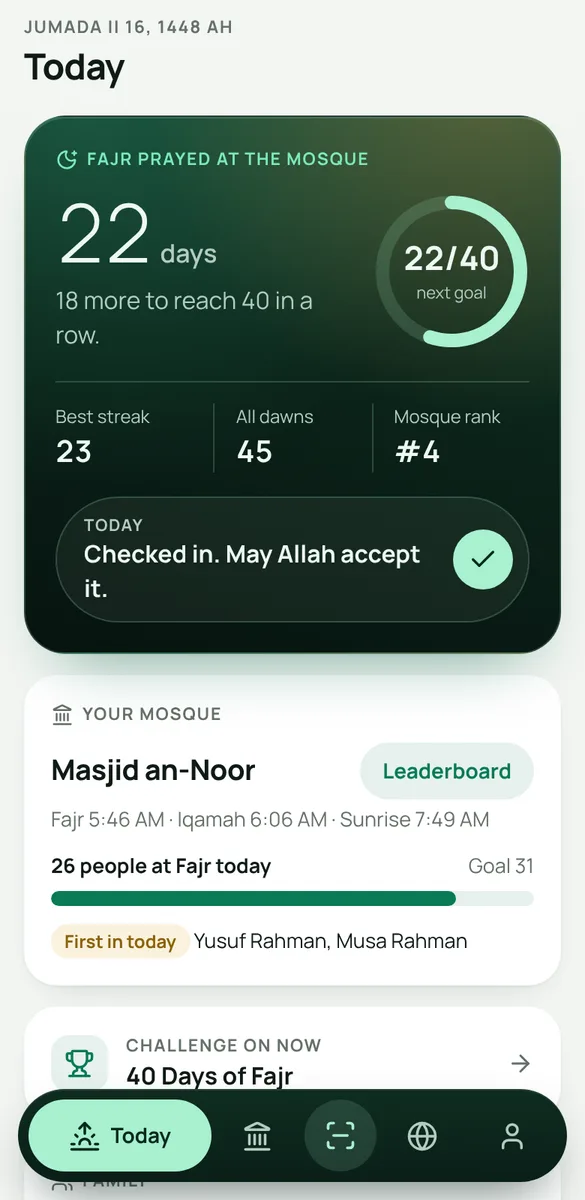 JUMADA II 16, 1448 AH
Today
FAJR PRAYED AT THE MOSQUE
22 days
18 more to reach 40 in a
row.
22/40
next goal
Best streak
23
All dawns
45
Mosque rank
#4
TODAY
Checked in. May Allah accept
it.
YOUR MOSQUE
Masjid an-Noor
Leaderboard
Fajr 5:46 AM · Iqamah 6:06 AM · Sunrise 7:49 AM
26 people at Fajr today
Goal 31
First in today Yusuf Rahman, Musa Rahman
CHALLENGE ON NOW
40 Days of Fajr
Today
FAMILY